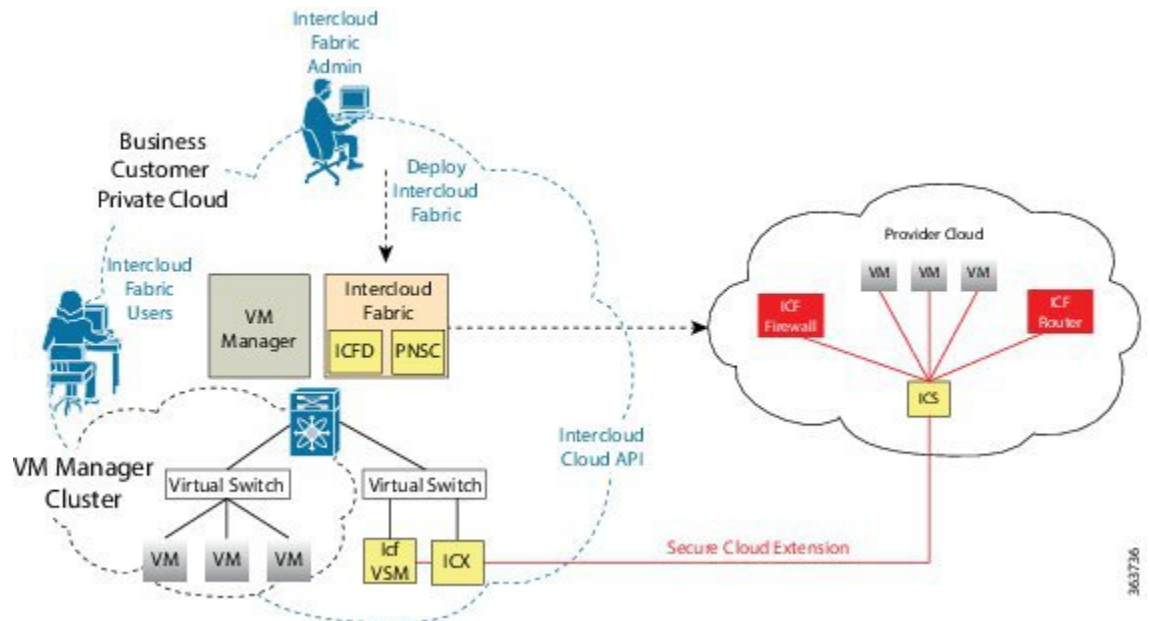 Intercloud
Fabric
Admin
Business
Customer
Private Cloud
Deploy
Intercloud
Fabric
Intercloud
Fabric
Users
VM
Manager
Intercloud
Fabric
ICFD
PNSC
Provider Cloud
VM
VM
VM
ICF
Firewall
ICF
Router
ICS
Intercloud
Cloud API
VM Manager
Cluster
Virtual Switch
Virtual Switch
VM
VM
VM
Icf
VSM
ICX
Secure Cloud Extension
363736